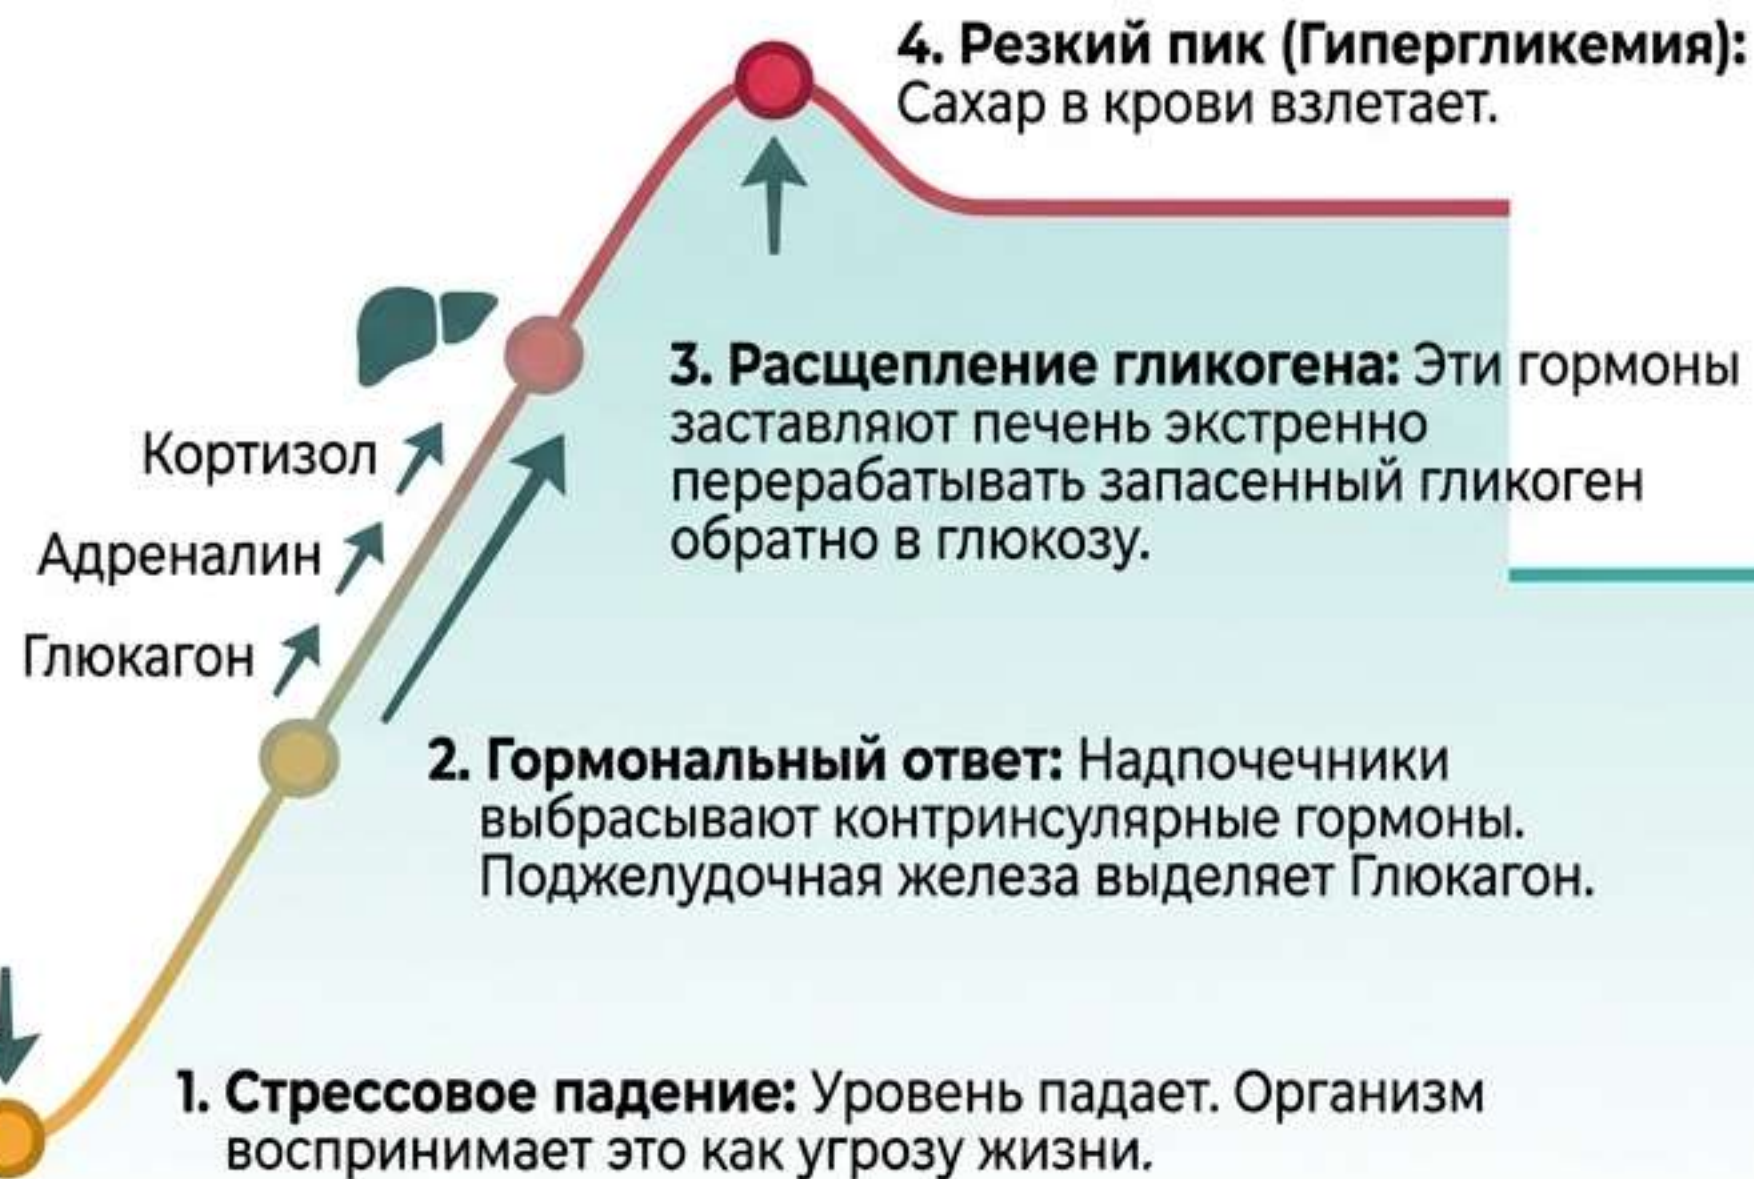 4. Резкий пик (Гипергликемия):
Сахар в крови взлетает.
3. Расщепление гликогена: Эти гормоны
заставляют печень экстренно
перерабатывать запасенный гликоген
обратно в глюкозу.
Кортизол
Адреналин
Глюкагон
2. Гормональный ответ: Надпочечники
выбрасывают контринсулярные гормоны.
Поджелудочная железа выделяет Глюкагон.
1. Стрессовое падение: Уровень падает. Организм
воспринимает это как угрозу жизни.